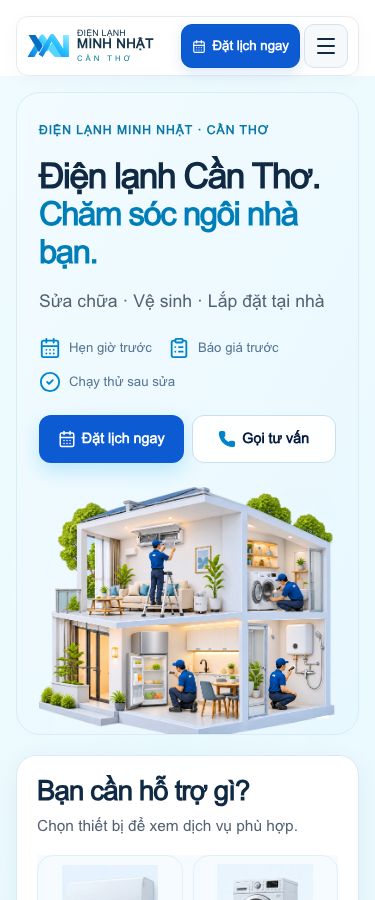 ĐIỆN LẠNH
MINH NHẬT
CẦN THƠ
Đặt lịch ngay
ĐIỆN LẠNH MINH NHẬT · CẦN THƠ
Điện lạnh Cần Thơ.
Chăm sóc ngôi nhà
bạn.
Sửa chữa · Vệ sinh · Lắp đặt tại nhà
Hẹn giờ trước
Báo giá trước
Chạy thử sau sửa
Đặt lịch ngay
Gọi tư vấn
Bạn cần hỗ trợ gì?
Chọn thiết bị để xem dịch vụ phù hợp.